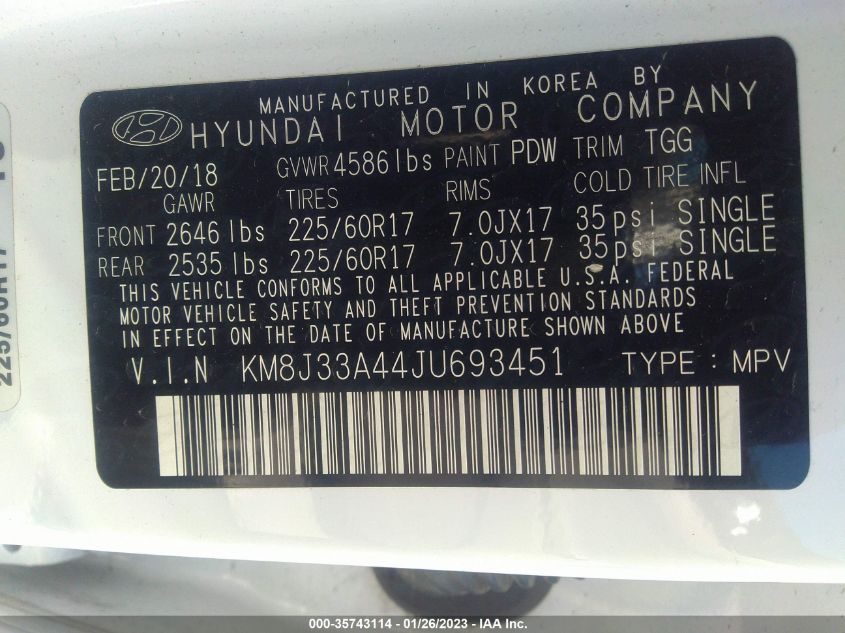 MANUFACTURED IN KOREA BY
HYUNDAI MOTOR COMPANY
FEB/20/18 GVWR 4586 lbs PAINT PDW TRIM TGG
GAWR TIRES RIMS COLD TIRE INFL
FRONT 2646 lbs 225/60R17 7.0JX17 35psi SINGLE
REAR 2535 lbs 225/60R17 7.0JX17 35psi SINGLE
THIS VEHICLE CONFORMS TO ALL APPLICABLE U.S.A. FEDERAL
MOTOR VEHICLE SAFETY AND THEFT PREVENTION STANDARDS
IN EFFECT ON THE DATE OF MANUFACTURE SHOWN ABOVE
V.I.N KM8J33A44JU693451 TYPE : MPV
225/60R17
000-35743114 - 01/26/2023 - IAA Inc.